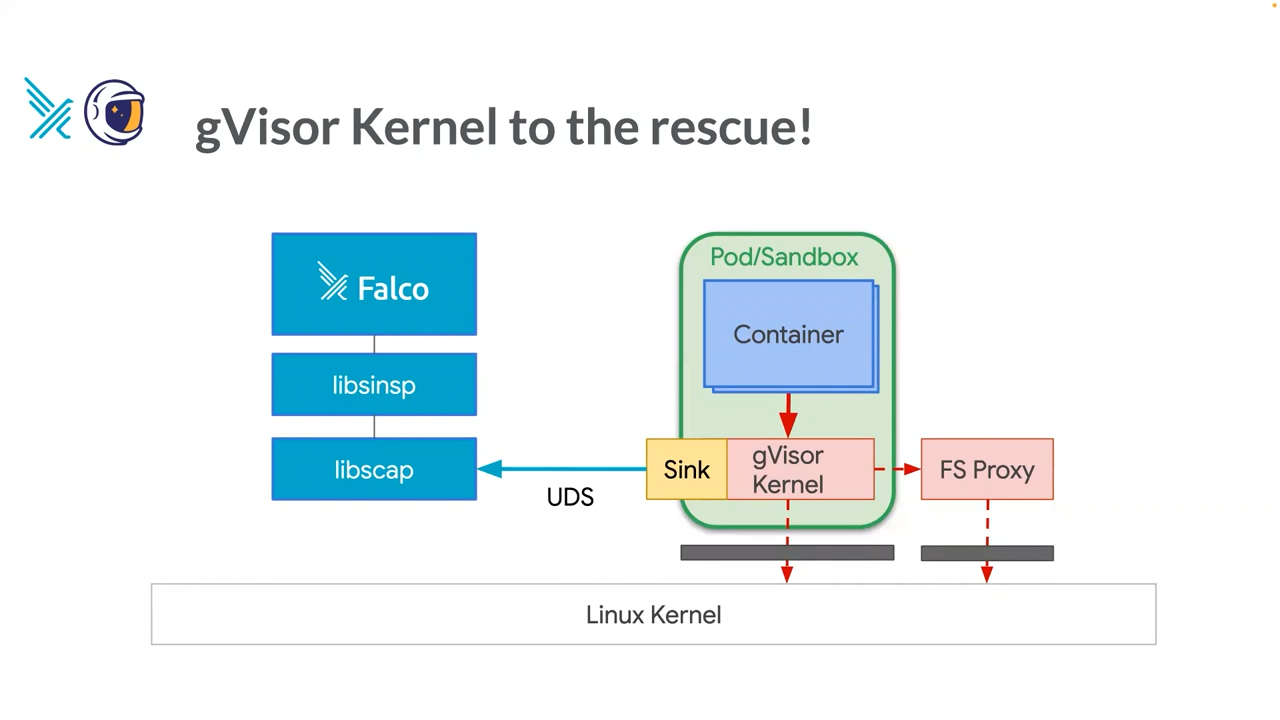 gVisor Kernel to the rescue!
Falco
libsinsp
libscap
UDS
Pod/Sandbox
Container
Sink
gVisor
Kernel
FS Proxy
Linux Kernel